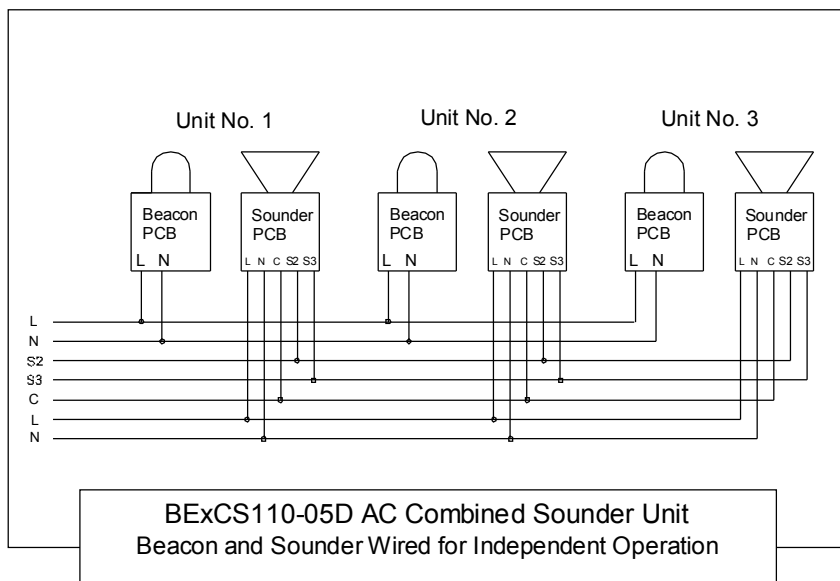 Unit No. 1
Unit No. 2
Unit No. 3
Beacon
PCB
L N
Sounder
PCB
L N C S2 S3
Beacon
PCB
L N
Sounder
PCB
L N C S2 S3
Beacon
PCB
L N
Sounder
PCB
L N C S2 S3
L
N
S2
S3
C
L
N
BExCS110-05D AC Combined Sounder Unit
Beacon and Sounder Wired for Independent Operation